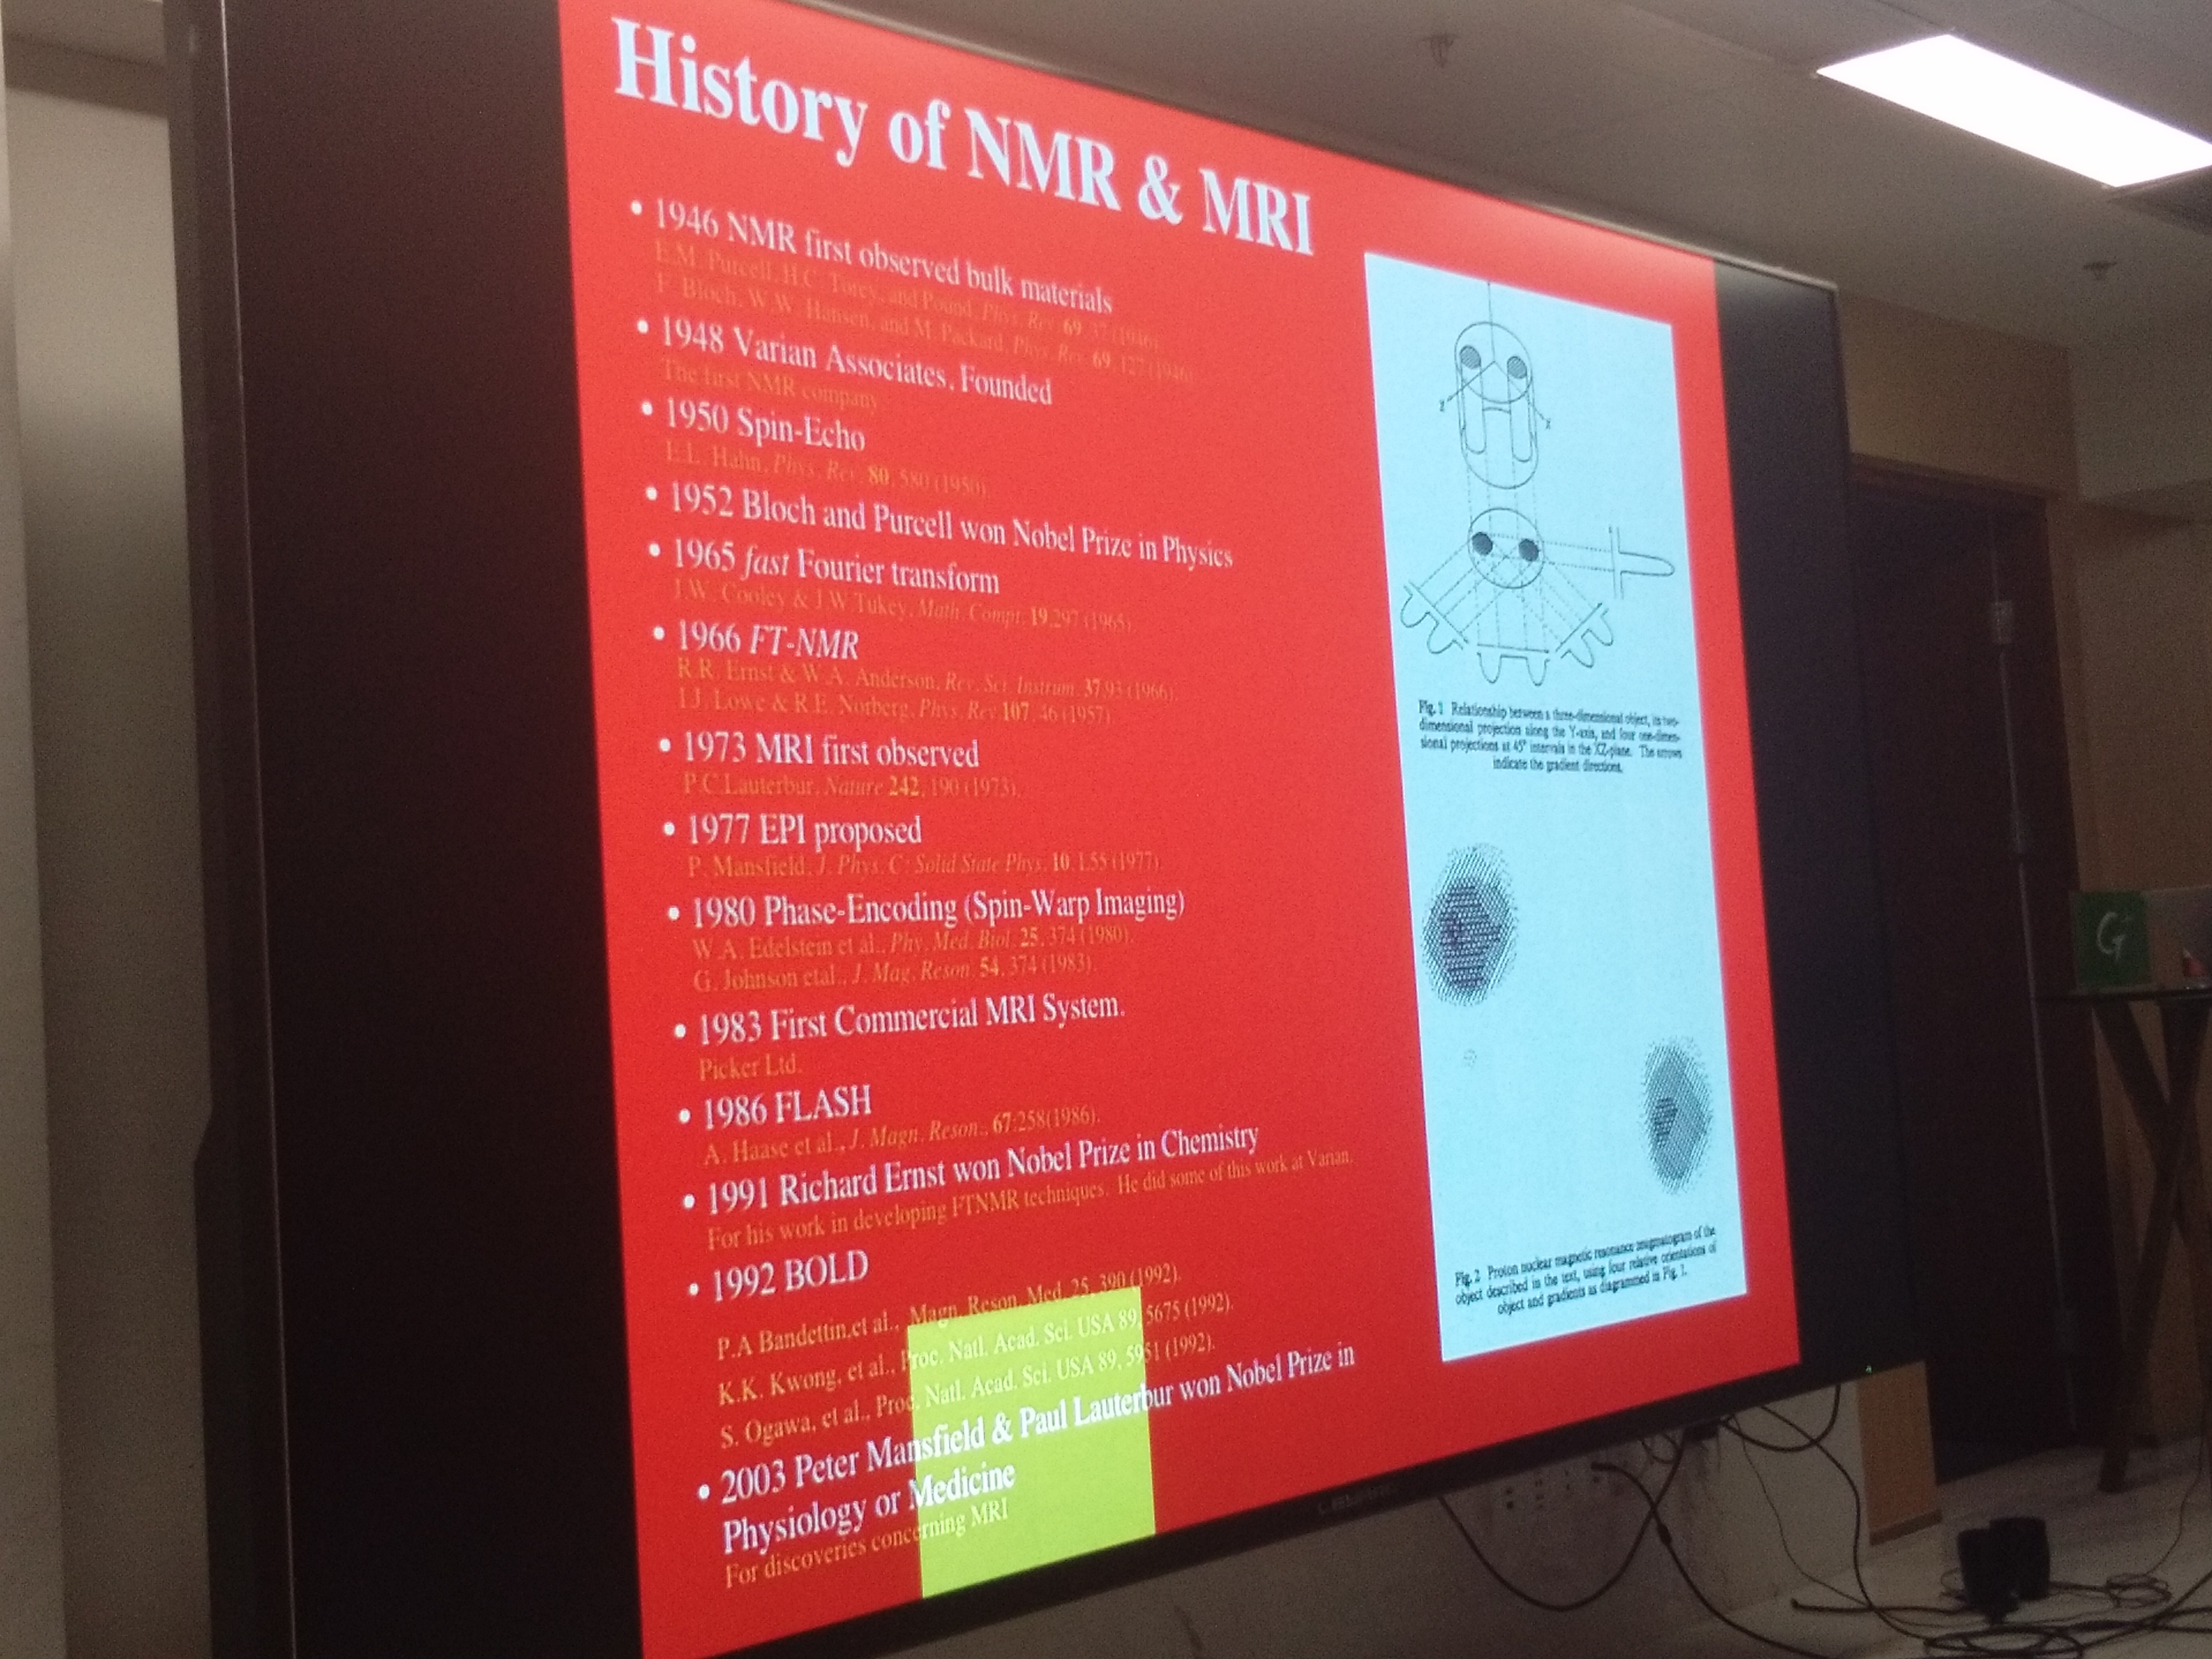 History of NMR & MRI
• 1946 NMR first observed bulk materials
E.M. Purcell, H.C. Torey, and Pound, Phys. Rev. 69, 37 (1946).
F. Bloch, W.W. Hansen, and M. Packard, Phys. Rev. 69, 127 (1946)
• 1948 Varian Associates, Founded
The first NMR company
• 1950 Spin-Echo
E.L. Hahn, Phys. Rev. 80, 580 (1950).
• 1952 Bloch and Purcell won Nobel Prize in Physics
• 1965 fast Fourier transform
J.W. Cooley & J.W Tukey, Math. Compt. 19,297 (1965).
• 1966 FT-NMR
R.R. Ernst & W.A. Anderson, Rev. Sci. Instrum. 37,93 (1966).
I.J. Lowe & R.E. Norberg, Phys. Rev.107, 46 (1957).
• 1973 MRI first observed
P.C.Lauterbur, Nature 242, 190 (1973).
• 1977 EPI proposed
P. Mansfield, J. Phys. C: Solid State Phys. 10, L55 (1977).
• 1980 Phase-Encoding (Spin-Warp Imaging)
W.A. Edelstein et al., Phy. Med. Biol. 25, 374 (1980).
G. Johnson etal., J. Mag. Reson. 54, 374 (1983).
• 1983 First Commercial MRI System.
Picker Ltd.
• 1986 FLASH
A. Haase et al., J. Magn. Reson., 67:258(1986).
• 1991 Richard Ernst won Nobel Prize in Chemistry
For his work in developing FTNMR techniques. He did some of this work at Varian.
• 1992 BOLD
P.A Bandettin,et al., Magn. Reson. Med. 25, 390 (1992).
K.K. Kwong, et al., Proc. Natl. Acad. Sci. USA 89, 5675 (1992).
S. Ogawa, et al., Proc. Natl. Acad. Sci. USA 89, 5951 (1992).
• 2003 Peter Mansfield & Paul Lauterbur won Nobel Prize in
Physiology or Medicine
For discoveries concerning MRI
Z
X
Fig. 1 Relationship between a three-dimensional object, its two-
dimensional projection along the Y-axis, and four one-dimen-
sional projections at 45° intervals in the XZ-plane. The arrows
indicate the gradient directions.
Fig. 2 Proton nuclear magnetic resonance zeugmatogram of the
object described in the text, using four relative orientations of
object and gradients as diagrammed in Fig. 1.
G